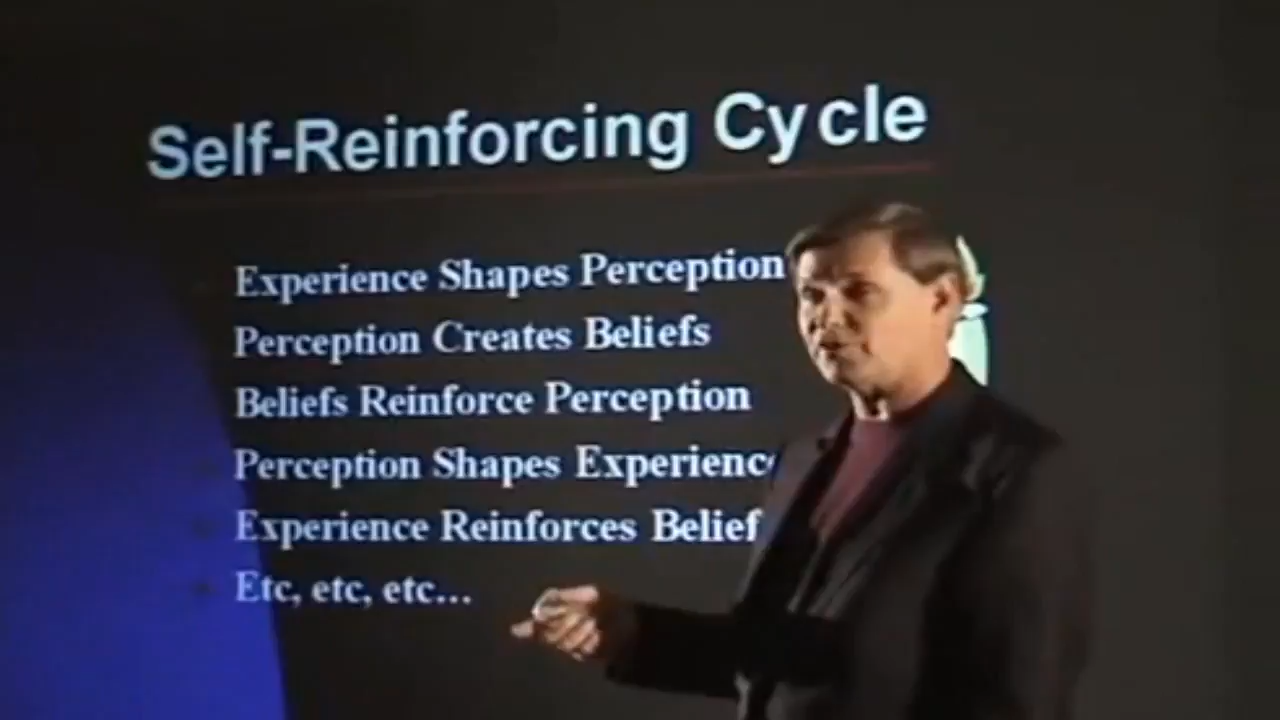 Self-Reinforcing Cycle
Experience Shapes Perception
Perception Creates Beliefs
Beliefs Reinforce Perception
Perception Shapes Experience
Experience Reinforces Belief
Etc, etc, etc...